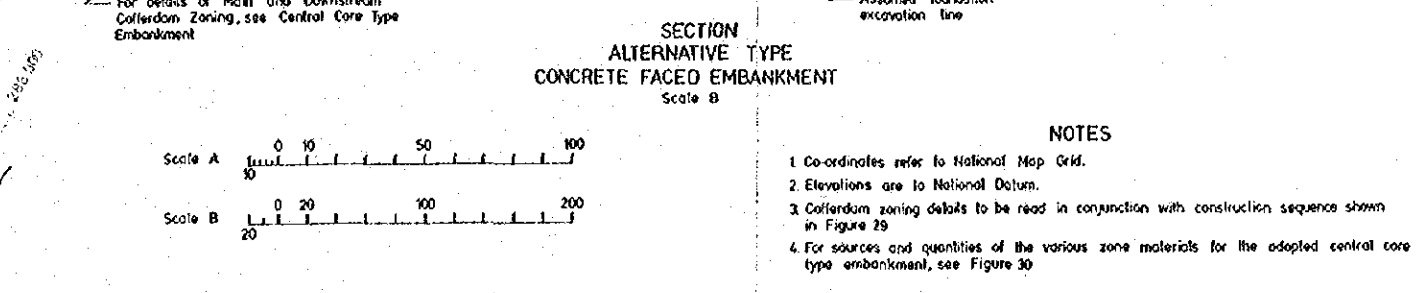 For details of Main and Downstream
Cofferdam Zoning, see Central Core Type
Embankment
Assumed foundation
excavation line
SECTION
ALTERNATIVE TYPE
CONCRETE FACED EMBANKMENT
Scale B
Scale A
0 10 50 100
10
Scale B
0 20 100 200
20
NOTES
1. Co-ordinates refer to National Map Grid.
2. Elevations are to National Datum.
3. Cofferdam zoning details to be read in conjunction with construction sequence shown
in Figure 29
4. For sources and quantities of the various zone materials for the adopted central core
type embankment, see Figure 30